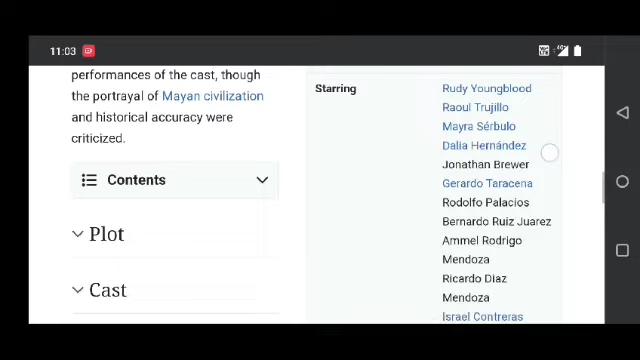 11:03
performances of the cast, though
the portrayal of Mayan civilization
and historical accuracy were
criticized.
Contents
Plot
Cast
Starring
Rudy Youngblood
Raoul Trujillo
Mayra Sérbulo
Dalia Hernández
Jonathan Brewer
Gerardo Taracena
Rodolfo Palacios
Bernardo Ruiz Juarez
Ammel Rodrigo
Mendoza
Ricardo Diaz
Mendoza
Israel Contreras